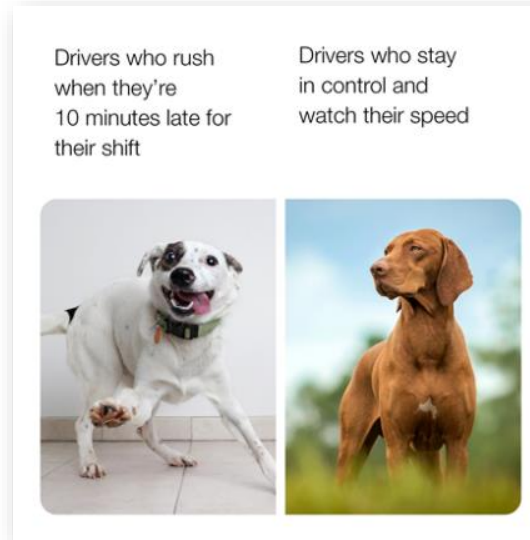 Drivers who rush
when they're
10 minutes late for
their shift
Drivers who stay
in control and
watch their speed